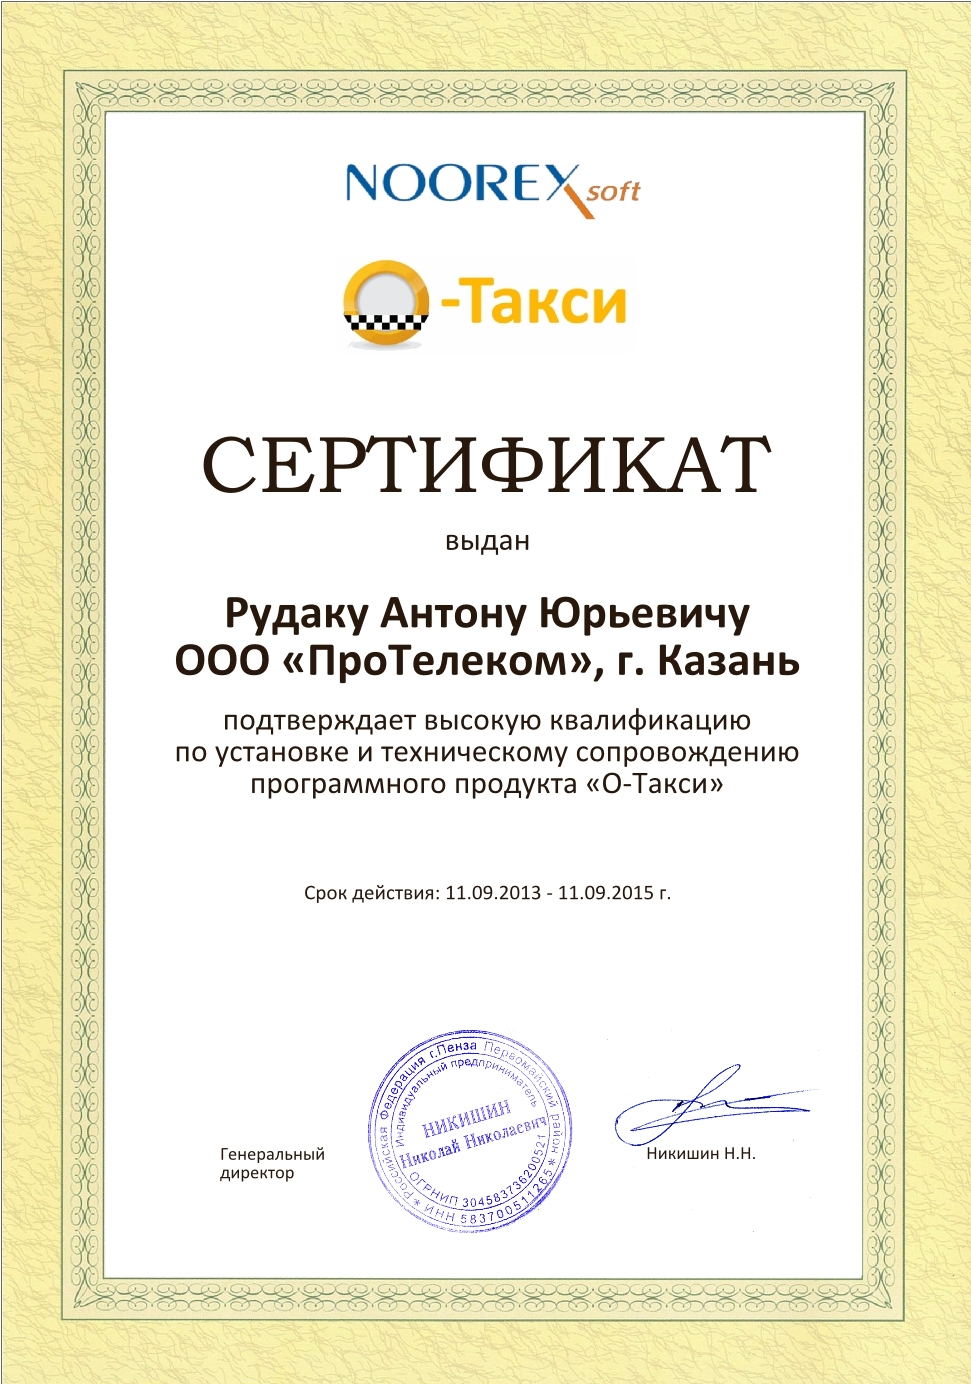 NOOREX soft
О-Такси
СЕРТИФИКАТ
выдан
Рудаку Антону Юрьевичу
ООО «ПроТелеком», г. Казань
подтверждает высокую квалификацию
по установке и техническому сопровождению
программного продукта «О-Такси»
Срок действия: 11.09.2013 - 11.09.2015 г.
Генеральный
директор
Российская Федерация г.Пенза Первомайский район
Индивидуальный предприниматель
НИКИШИН
Николай Николаевич
ОГРНИП 304583736200521
* ИНН 583700511265 *
Никишин Н.Н.